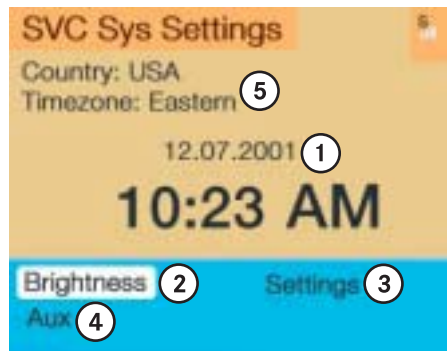 SVC Sys Settings
S
Country: USA
Timezone: Eastern 5
12.07.2001 1
10:23 AM
Brightness 2 Settings 3
Aux 4